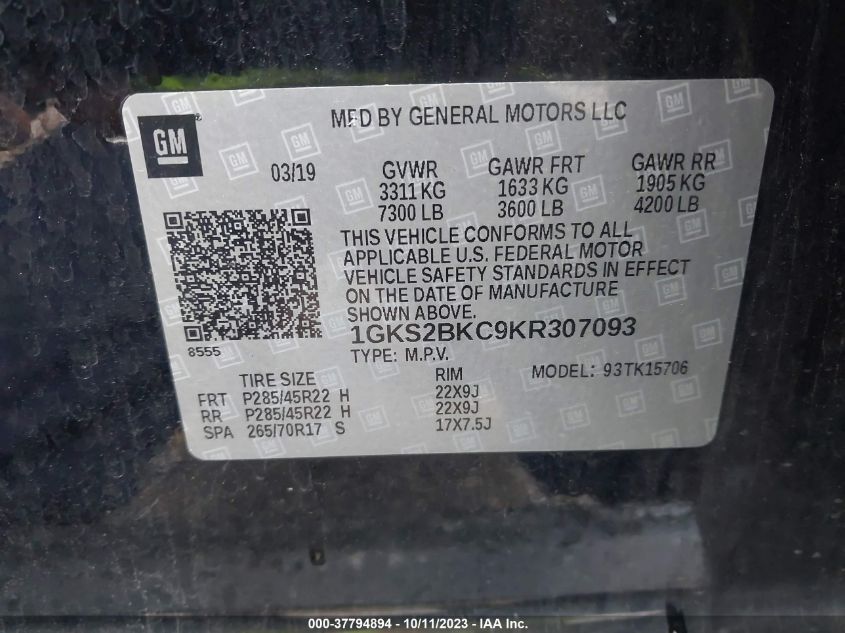 MFD BY GENERAL MOTORS LLC
GM
03/19 GVWR GAWR FRT GAWR RR
3311 KG 1633 KG 1905 KG
7300 LB 3600 LB 4200 LB
THIS VEHICLE CONFORMS TO ALL
APPLICABLE U.S. FEDERAL MOTOR
VEHICLE SAFETY STANDARDS IN EFFECT
ON THE DATE OF MANUFACTURE
SHOWN ABOVE.
1GKS2BKC9KR307093
8555
TYPE: M.P.V. MODEL: 93TK15706
TIRE SIZE RIM
FRT P285/45R22 H 22X9J
RR P285/45R22 H 22X9J
SPA 265/70R17 S 17X7.5J
000-37794894 - 10/11/2023 - IAA Inc.